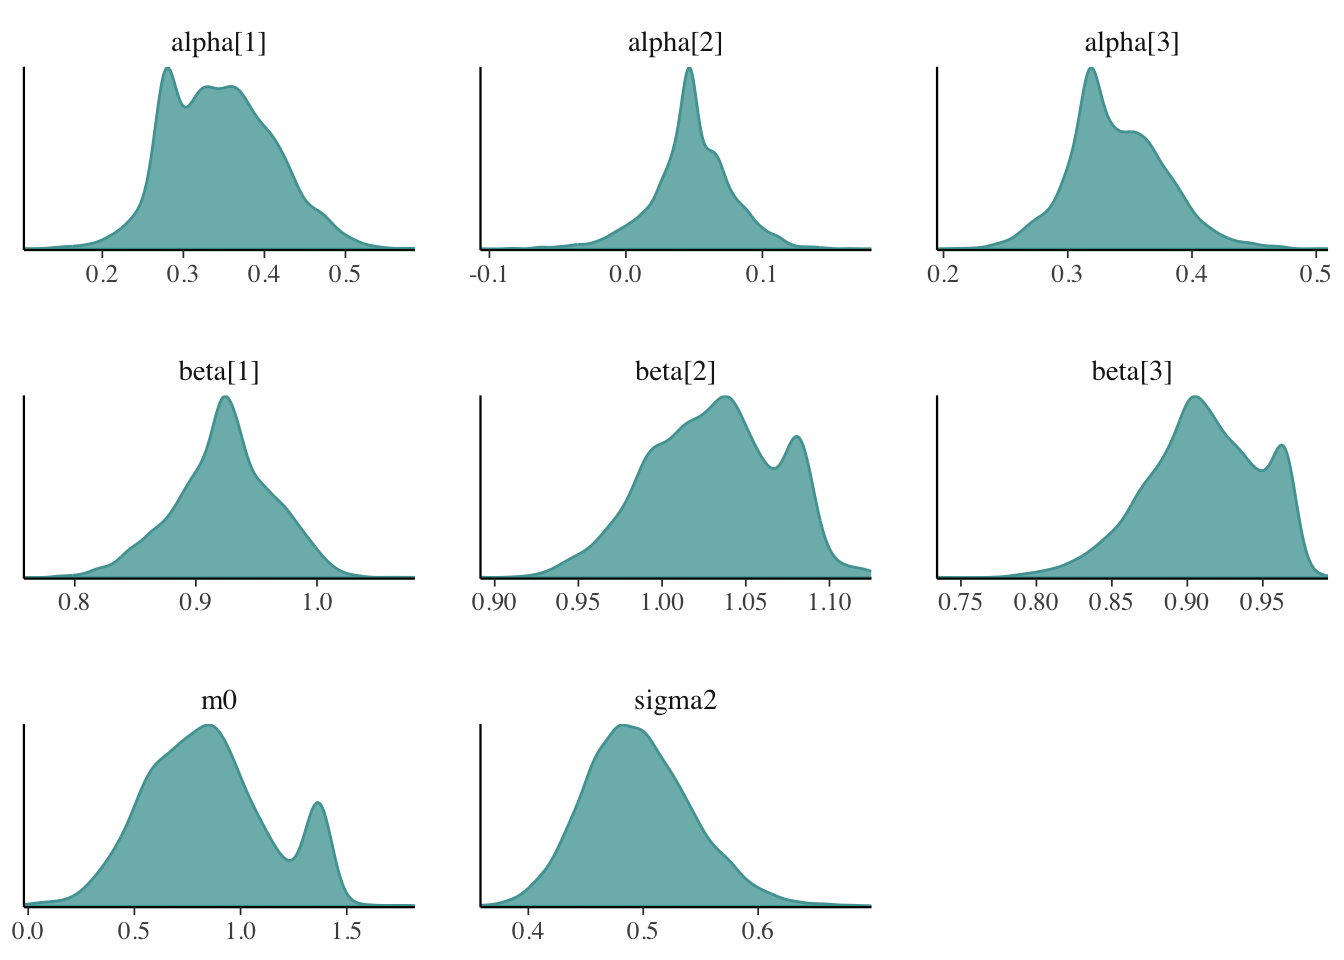 alpha[1] alpha[2] alpha[3]
0.2 0.3 0.4 0.5 -0.1 0.0 0.1 0.2 0.3 0.4 0.5
beta[1] beta[2] beta[3]
0.8 0.9 1.0 0.90 0.95 1.00 1.05 1.10 0.75 0.80 0.85 0.90 0.95
m0 sigma2
0.0 0.5 1.0 1.5 0.4 0.5 0.6